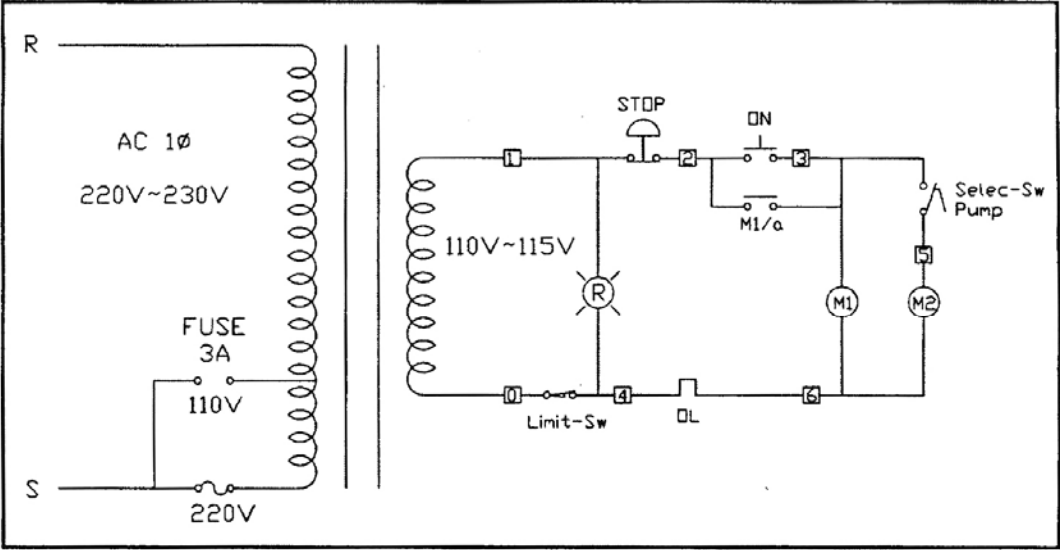 R
AC 1Ø
220V~230V
FUSE
3A
110V
S
220V
STOP
ON
1
2
3
M1/a
Selec-Sw
Pump
110V~115V
5
R
M1
M2
0
4
6
Limit-Sw
OL